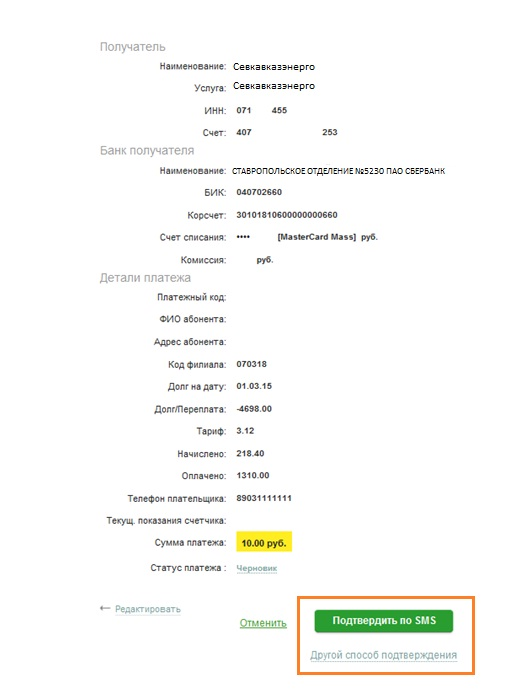 Получатель
Наименование: Севкавказэнерго
Услуга: Севкавказэнерго
ИНН: 071 455
Счет: 407 253
Банк получателя
Наименование: СТАВРОПОЛЬСКОЕ ОТДЕЛЕНИЕ №5230 ПАО СБЕРБАНК
БИК: 040702660
Корсчет: 30101810600000000660
Счет списания: •••• [MasterCard Mass] руб.
Комиссия: руб.
Детали платежа
Платежный код:
ФИО абонента:
Адрес абонента:
Код филиала: 070318
Долг на дату: 01.03.15
Долг/Переплата: -4698.00
Тариф: 3.12
Начислено: 218.40
Оплачено: 1310.00
Телефон плательщика: 89031111111
Текущ. показания счетчика:
Сумма платежа: 10.00 руб.
Статус платежа : Черновик
← Редактировать
Отменить
Подтвердить по SMS
Другой способ подтверждения